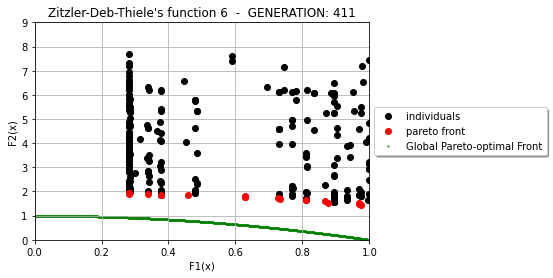 Zitzler-Deb-Thiele's function 6 - GENERATION: 411
9
8
7
6
5
4
3
2
1
0
F2(x)
0.0 0.2 0.4 0.6 0.8 1.0
F1(x)
individuals
pareto front
Global Pareto-optimal Front